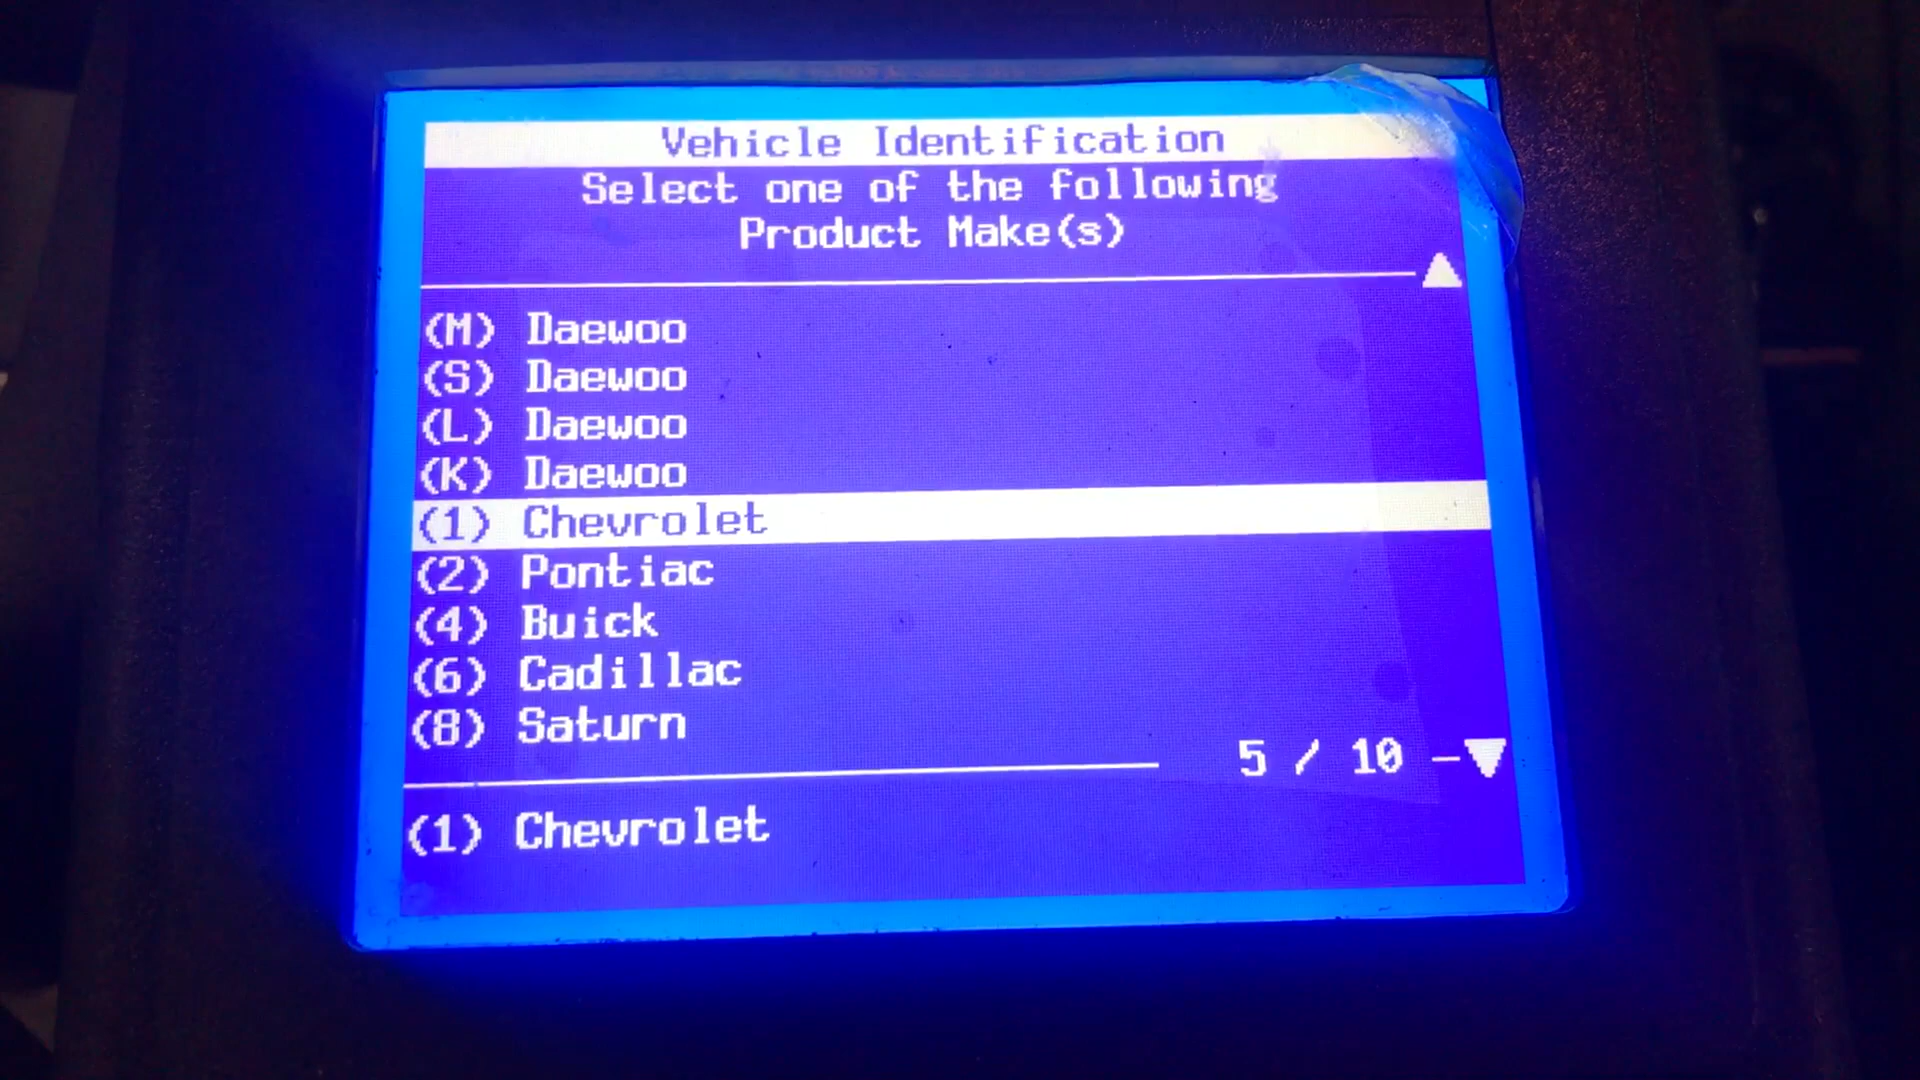 Vehicle Identification
Select one of the following
Product Make(s)
(M) Daewoo
(S) Daewoo
(L) Daewoo
(K) Daewoo
(1) Chevrolet
(2) Pontiac
(4) Buick
(6) Cadillac
(8) Saturn
5 / 10
(1) Chevrolet